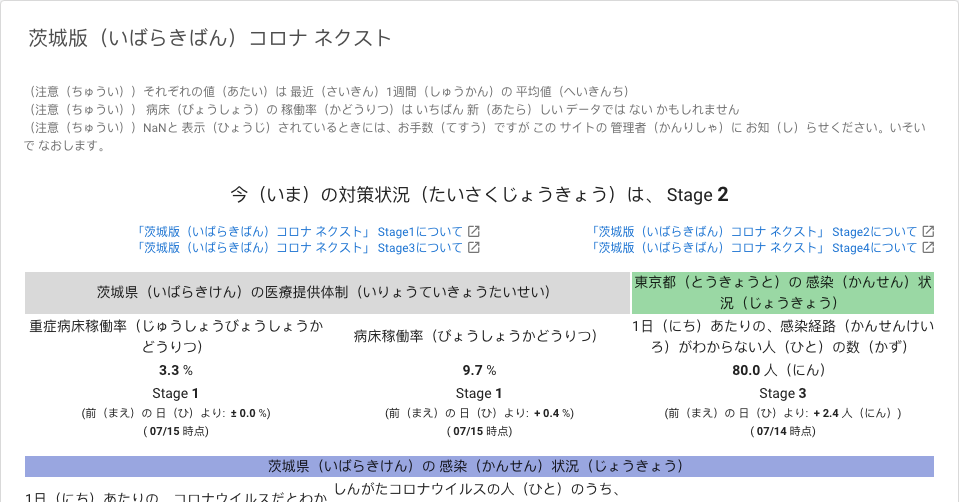 茨城版（いばらきばん）コロナ ネクスト
（注意（ちゅうい））それぞれの値（あたい）は 最近（さいきん）1週間（しゅうかん）の 平均値（へいきんち）
（注意（ちゅうい）） 病床（びょうしょう）の 稼働率（かどうりつ）は いちばん 新（あたら）しい データでは ない かもしれません
（注意（ちゅうい））NaNと 表示（ひょうじ）されているときには、お手数（てすう）ですが この サイトの 管理者（かんりしゃ）に お知（し）らせください。いそい
で なおします。
今（いま）の対策状況（たいさくじょうきょう）は、 Stage 2
「茨城版（いばらきばん）コロナ ネクスト」 Stage1について
「茨城版（いばらきばん）コロナ ネクスト」 Stage2について
「茨城版（いばらきばん）コロナ ネクスト」 Stage3について
「茨城版（いばらきばん）コロナ ネクスト」 Stage4について
茨城県（いばらきけん）の医療提供体制（いりょうていきょうたいせい）
東京都（とうきょうと）の 感染（かんせん）状
況（じょうきょう）
重症病床稼働率（じゅうしょうびょうしょうか
どうりつ）
3.3 %
Stage 1
(前（まえ）の 日（ひ）より: ± 0.0 %)
( 07/15 時点)
病床稼働率（びょうしょうかどうりつ）
9.7 %
Stage 1
(前（まえ）の 日（ひ）より: + 0.4 %)
( 07/15 時点)
1日（にち）あたりの、感染経路（かんせんけい
ろ）がわからない人（ひと）の数（かず）
80.0 人（にん）
Stage 3
(前（まえ）の 日（ひ）より: + 2.4 人（にん）)
( 07/14 時点)
茨城県（いばらきけん）の 感染（かんせん）状況（じょうきょう）
1日（にち）あたりの、コロナウイルスだとわか
しんがたコロナウイルスの人（ひと）のうち、